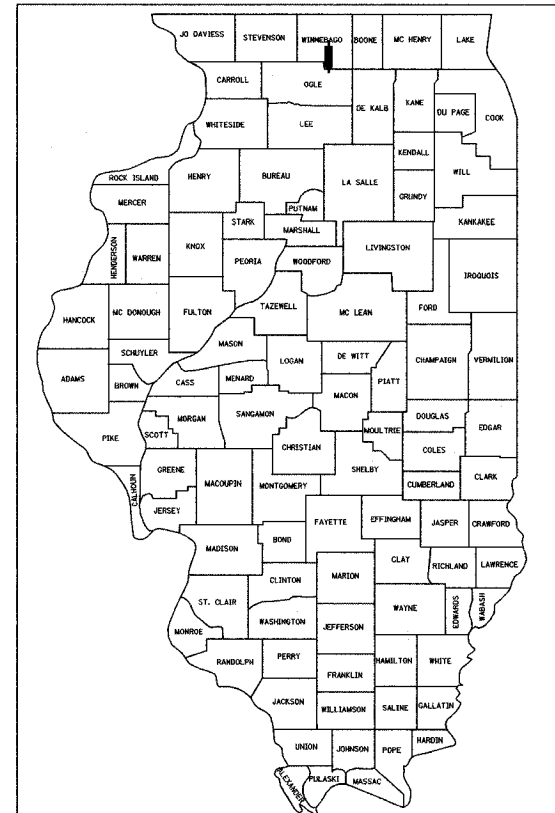 JO DAVIESS
STEVENSON
WINNEBAGO
BOONE
MC HENRY
LAKE
CARROLL
OGLE
DE KALB
KANE
DU PAGE
COOK
WHITESIDE
LEE
KENDALL
WILL
ROCK ISLAND
HENRY
BUREAU
LA SALLE
GRUNDY
MERCER
PUTNAM
STARK
MARSHALL
KANKAKEE
HENDERSON
WARREN
KNOX
PEORIA
WOODFORD
LIVINGSTON
IROQUOIS
HANCOCK
MC DONOUGH
FULTON
TAZEWELL
MC LEAN
FORD
SCHUYLER
MASON
LOGAN
DE WITT
CHAMPAIGN
VERMILION
ADAMS
BROWN
CASS
MENARD
MACON
PIATT
PIKE
SCOTT
MORGAN
SANGAMON
CHRISTIAN
MOULTRIE
DOUGLAS
EDGAR
COLES
CALHOUN
GREENE
MACOUPIN
MONTGOMERY
SHELBY
CUMBERLAND
CLARK
JERSEY
FAYETTE
EFFINGHAM
JASPER
CRAWFORD
MADISON
BOND
CLAY
RICHLAND
LAWRENCE
CLINTON
MARION
ST. CLAIR
WAYNE
EDWARDS
WABASH
MONROE
WASHINGTON
JEFFERSON
RANDOLPH
PERRY
HAMILTON
WHITE
FRANKLIN
JACKSON
WILLIAMSON
SALINE
GALLATIN
UNION
JOHNSON
POPE
HARDIN
ALEXANDER
PULASKI
MASSAC